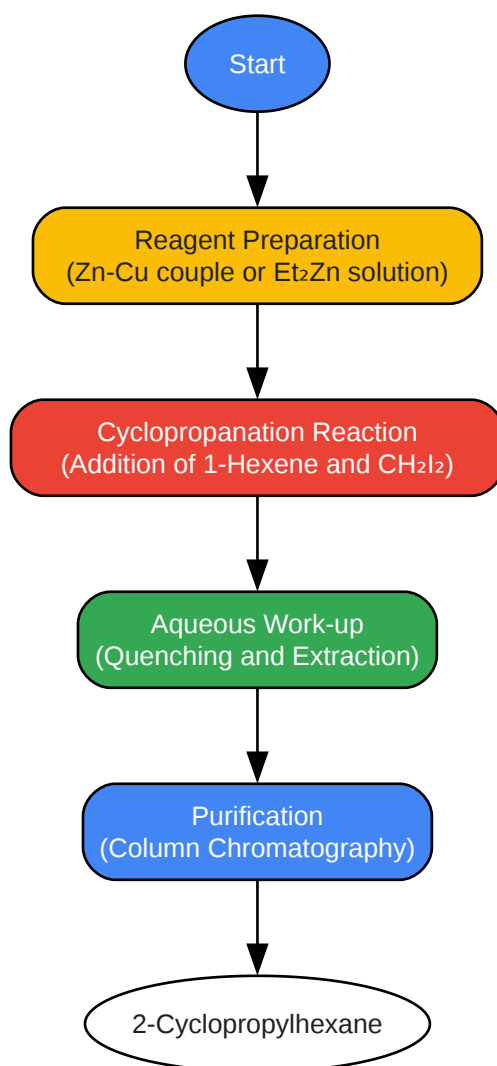 Start
Reagent Preparation
(Zn-Cu couple or Et₂Zn solution)
Cyclopropanation Reaction
(Addition of 1-Hexene and CH₂I₂)
Aqueous Work-up
(Quenching and Extraction)
Purification
(Column Chromatography)
2-Cyclopropylhexane